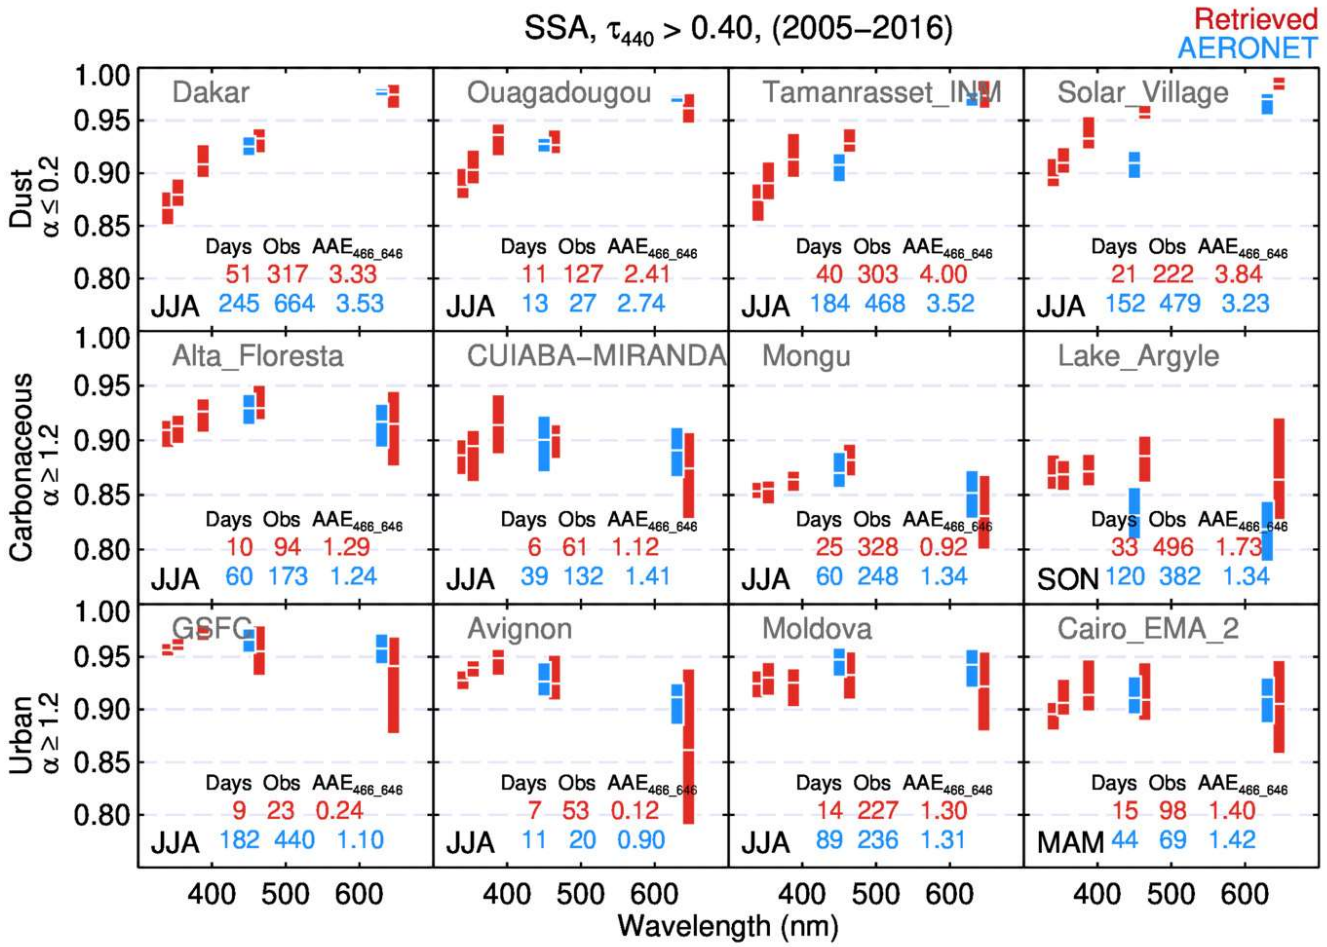 SSA, τ440 > 0.40, (2005−2016)
Retrieved
AERONET
Dust
α ≤ 0.2
1.00
0.95
0.90
0.85
0.80
Dakar
Days Obs AAE466_646
51 317 3.33
JJA 245 664 3.53
Ouagadougou
Days Obs AAE466_646
11 127 2.41
JJA 13 27 2.74
Tamanrasset_INM
Days Obs AAE466_646
40 303 4.00
JJA 184 468 3.52
Solar_Village
Days Obs AAE466_646
21 222 3.84
JJA 152 479 3.23
Carbonaceous
α ≥ 1.2
1.00
0.95
0.90
0.85
0.80
Alta_Floresta
Days Obs AAE466_646
10 94 1.29
JJA 60 173 1.24
CUIABA−MIRANDA
Days Obs AAE466_646
6 61 1.12
JJA 39 132 1.41
Mongu
Days Obs AAE466_646
25 328 0.92
JJA 60 248 1.34
Lake_Argyle
Days Obs AAE466_646
33 496 1.73
SON 120 382 1.34
Urban
α ≥ 1.2
1.00
0.95
0.90
0.85
0.80
GSFC
Days Obs AAE466_646
9 23 0.24
JJA 182 440 1.10
Avignon
Days Obs AAE466_646
7 53 0.12
JJA 11 20 0.90
Moldova
Days Obs AAE466_646
14 227 1.30
JJA 89 236 1.31
Cairo_EMA_2
Days Obs AAE466_646
15 98 1.40
MAM 44 69 1.42
400 500 600
400 500 600
400 500 600
400 500 600
Wavelength (nm)